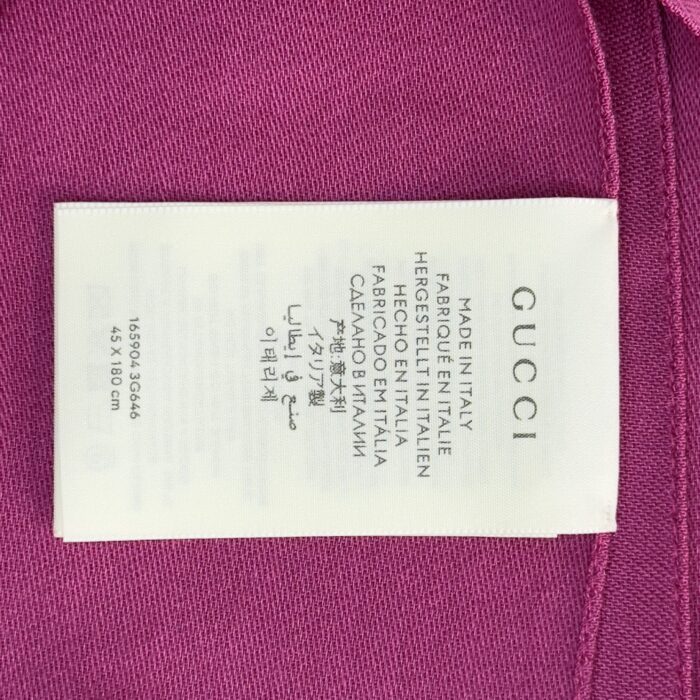 GUCCI
MADE IN ITALY
FABRIQUÉ EN ITALIE
HERGESTELLT IN ITALIEN
HECHO EN ITALIA
FABRICADO EM ITÁLIA
СДЕЛАНО В ИТАЛИИ
产地:意大利
イタリア製
صنع في إيطاليا
이태리제
165904 3G646
45 X 180 cm